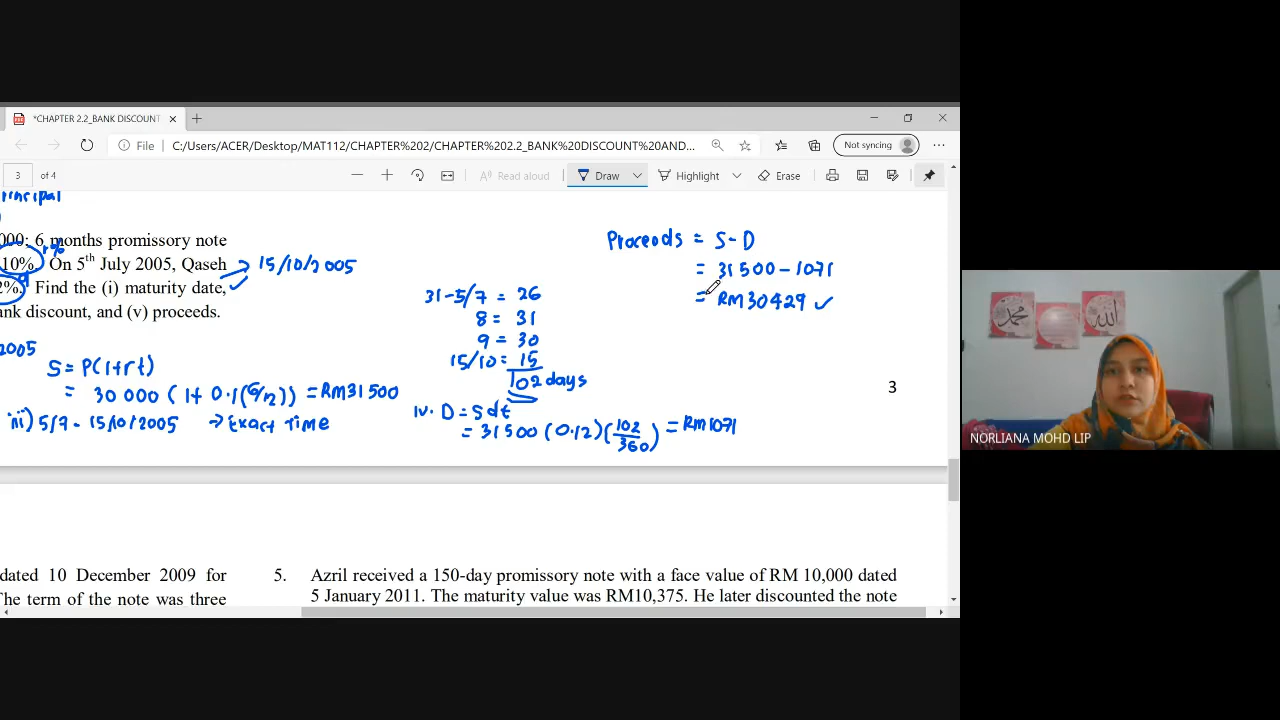 *CHAPTER 2.2_BANK DISCOUNT
File C:/Users/ACER/Desktop/MAT112/CHAPTER%202/CHAPTER%202.2_BANK%20DISCOUNT%20AND... Not syncing
3 of 4 Read aloud Draw Highlight Erase
rincipal
000; 6 months promissory note
10%. r% On 5th July 2005, Qaseh
2%. Find the (i) maturity date,
nk discount, and (v) proceeds.
15/10/2005
2005
S = P(1+rt)
= 30 000 (1+ 0.1(6/12)) = RM31 500
iii) 5/7 - 15/10/2005 → Exact Time
31-5/7 = 26
8 = 31
9 = 30
15/10 = 15
102 days
iv. D = Sdt
= 31500 (0.12)(102/360) = RM1071
Proceeds = S-D
= 31 500 - 1071
= RM30429
3
dated 10 December 2009 for
The term of the note was three
5. Azril received a 150-day promissory note with a face value of RM 10,000 dated
5 January 2011. The maturity value was RM10,375. He later discounted the note
NORLIANA MOHD LIP
محمد
الله